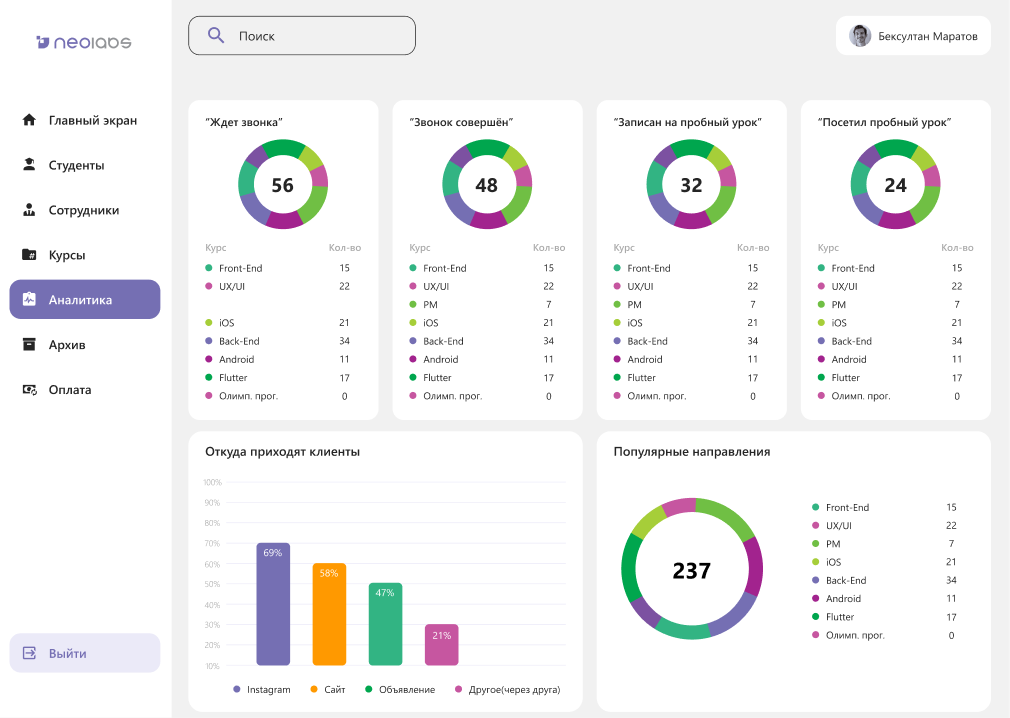 neolabs
Поиск
Бексултан Маратов
Главный экран
Студенты
Сотрудники
Курсы
Аналитика
Архив
Оплата
Выйти
“Ждет звонка”
56
Курс Кол-во
Front-End 15
UX/UI 22
iOS 21
Back-End 34
Android 11
Flutter 17
Олимп. прог. 0
“Звонок совершён”
48
Курс Кол-во
Front-End 15
UX/UI 22
PM 7
iOS 21
Back-End 34
Android 11
Flutter 17
Олимп. прог. 0
“Записан на пробный урок”
32
Курс Кол-во
Front-End 15
UX/UI 22
PM 7
iOS 21
Back-End 34
Android 11
Flutter 17
Олимп. прог. 0
“Посетил пробный урок”
24
Курс Кол-во
Front-End 15
UX/UI 22
PM 7
iOS 21
Back-End 34
Android 11
Flutter 17
Олимп. прог. 0
Откуда приходят клиенты
100%
90%
80%
70%
60%
50%
40%
30%
20%
10%
69%
58%
47%
21%
Instagram Сайт Объявление Другое(через друга)
Популярные направления
237
Front-End 15
UX/UI 22
PM 7
iOS 21
Back-End 34
Android 11
Flutter 17
Олимп. прог. 0